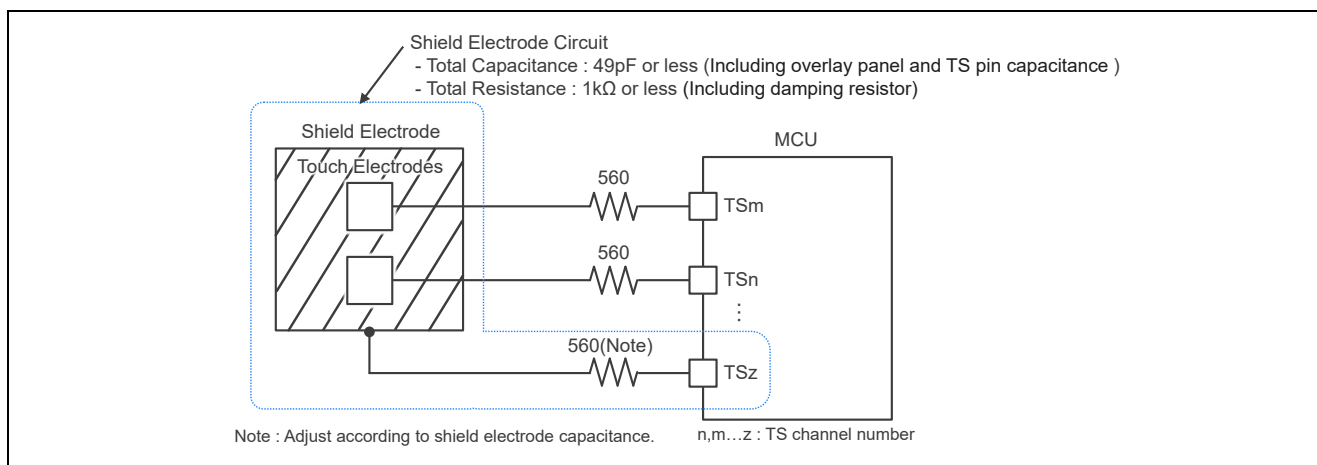 Shield Electrode Circuit
- Total Capacitance : 49pF or less (Including overlay panel and TS pin capacitance )
- Total Resistance : 1kΩ or less (Including damping resistor)
Shield Electrode
MCU
Touch Electrodes
560
TSm
560
TSn
⋮
560(Note)
TSz
Note : Adjust according to shield electrode capacitance.
n,m…z : TS channel number